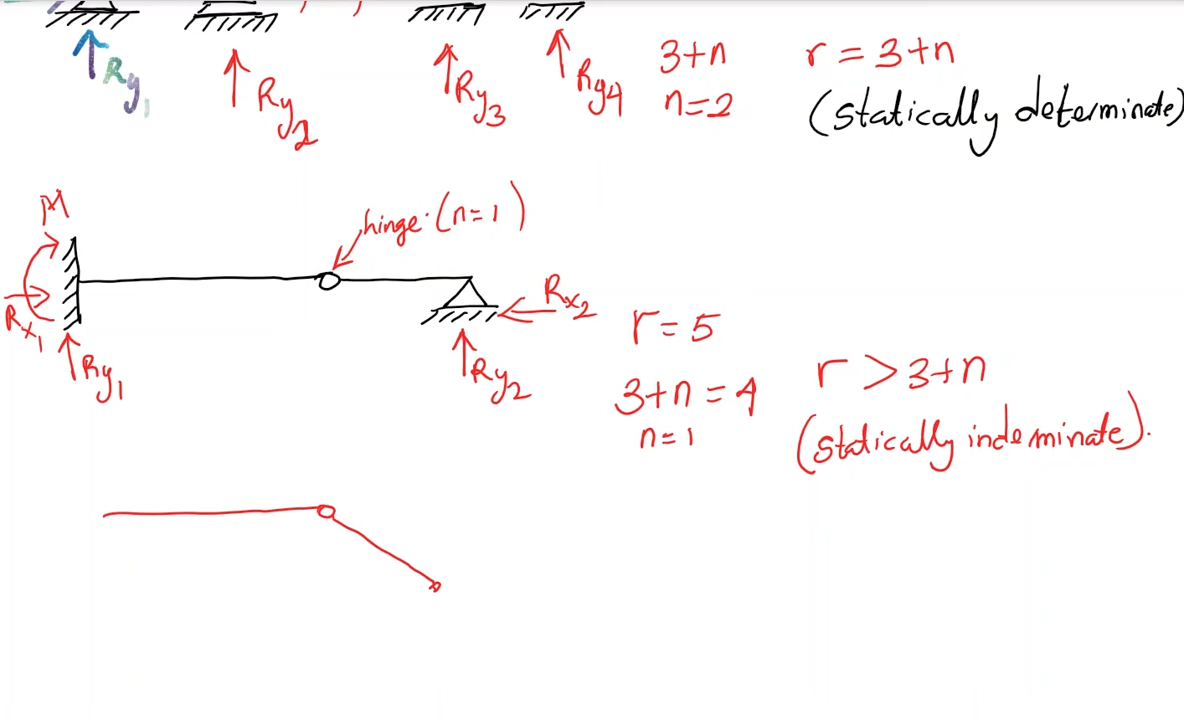 Ry1
Ry2
Ry3
Ry4
3+n
n=2
r = 3+n
(statically determinate)
M
hinge (n=1)
Rx1
Ry1
Rx2
Ry2
r = 5
3+n = 4
n=1
r > 3+n
(statically indeminate).